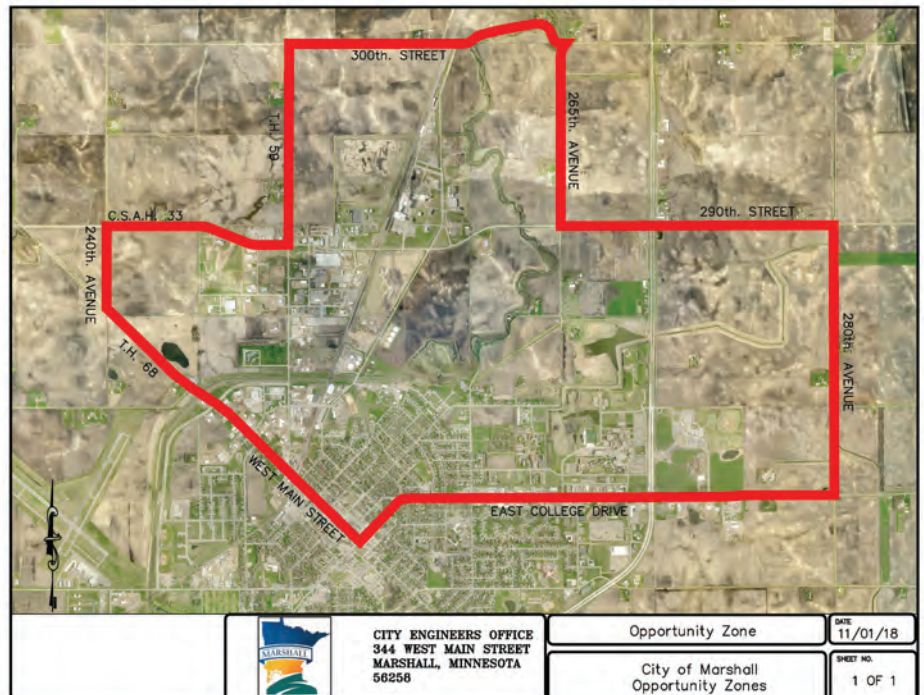 300th. STREET
T.H. 59
265th. AVENUE
C.S.A.H. 33
290th. STREET
240th. AVENUE
T.H. 68
280th. AVENUE
WEST MAIN STREET
EAST COLLEGE DRIVE
MARSHALL
CITY ENGINEERS OFFICE
344 WEST MAIN STREET
MARSHALL, MINNESOTA
56258
Opportunity Zone
DATE
11/01/18
City of Marshall
Opportunity Zones
SHEET NO.
1 OF 1